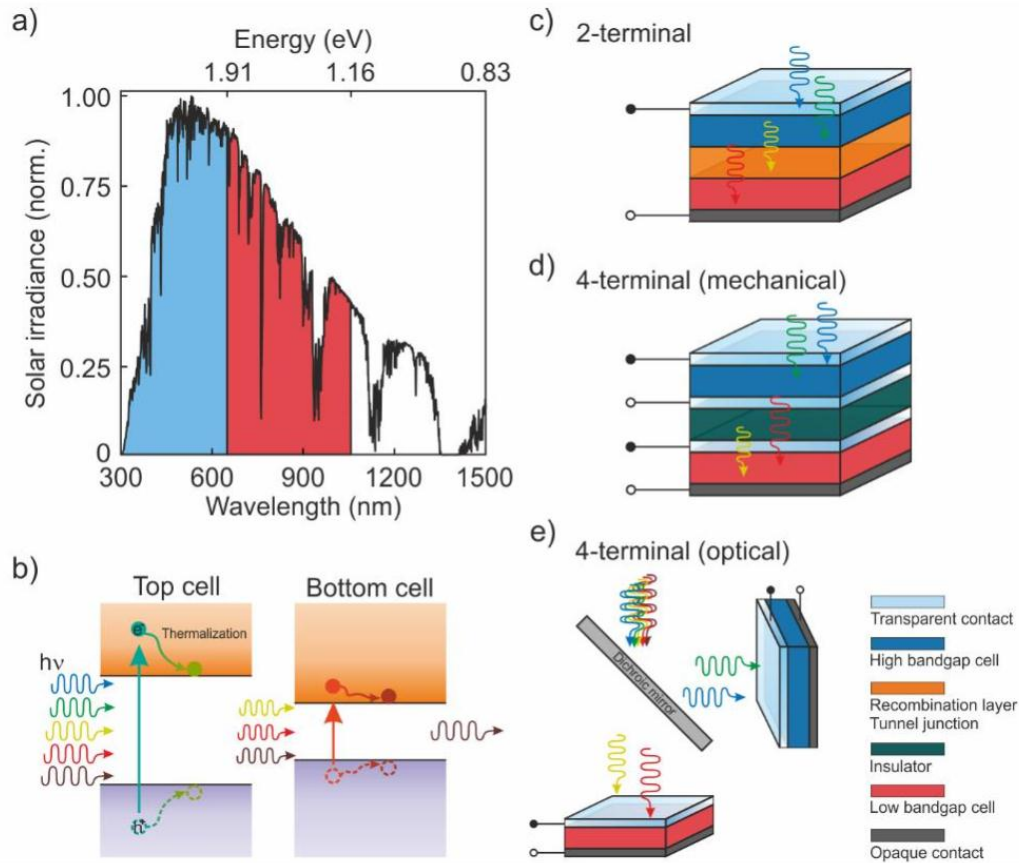 a)
Energy (eV)
1.91 1.16 0.83
1.00
0.75
0.50
0.25
0
Solar irradiance (norm.)
300 600 900 1200 1500
Wavelength (nm)
b)
Top cell
Bottom cell
Thermalization
e⁻
hν
h⁺
c)
2-terminal
d)
4-terminal (mechanical)
e)
4-terminal (optical)
Dichroic mirror
Transparent contact
High bandgap cell
Recombination layer
Tunnel junction
Insulator
Low bandgap cell
Opaque contact